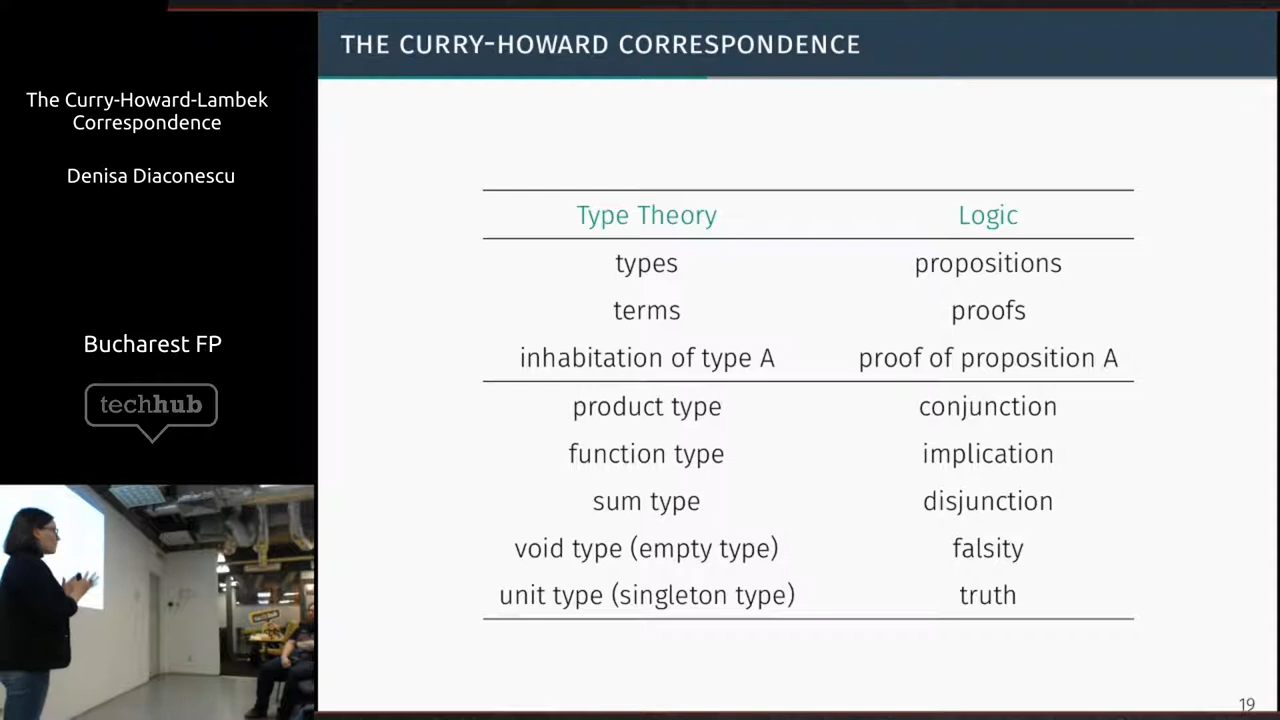 The Curry-Howard-Lambek
Correspondence
Denisa Diaconescu
Bucharest FP
techhub
THE CURRY-HOWARD CORRESPONDENCE
Type Theory Logic
types propositions
terms proofs
inhabitation of type A proof of proposition A
product type conjunction
function type implication
sum type disjunction
void type (empty type) falsity
unit type (singleton type) truth
19